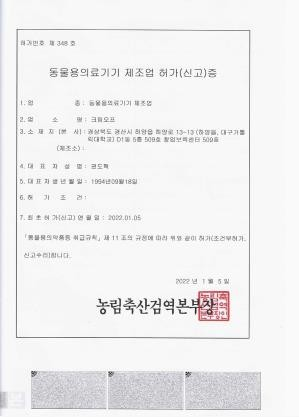 허가번호 제 348 호
동물용의료기기 제조업 허가(신고)증
1. 업 종 : 동물용의료기기 제조업
2. 업 소 명 : 크림오프
3. 소 재 지 (본 사) : 경상북도 경산시 하양읍 하양로 13-13 (하양읍, 대구가톨
릭대학교) D1동 5층 509호 창업보육센터 509호
(제조소) :
4. 대 표 자 성 명 : 권도혁
5. 대 표 자 생 년 월 일 : 1994년09월18일
6. 허 가 조 건 :
7. 최 초 허 가(신고) 연 월 일 : 2022.01.05
「동물용의약품등 취급규칙」 제 11 조의 규정에 따라 위와 같이 허가(조건부허가,
신고수리)합니다.
2022 년 1 월 5 일
농림축산검역본부장